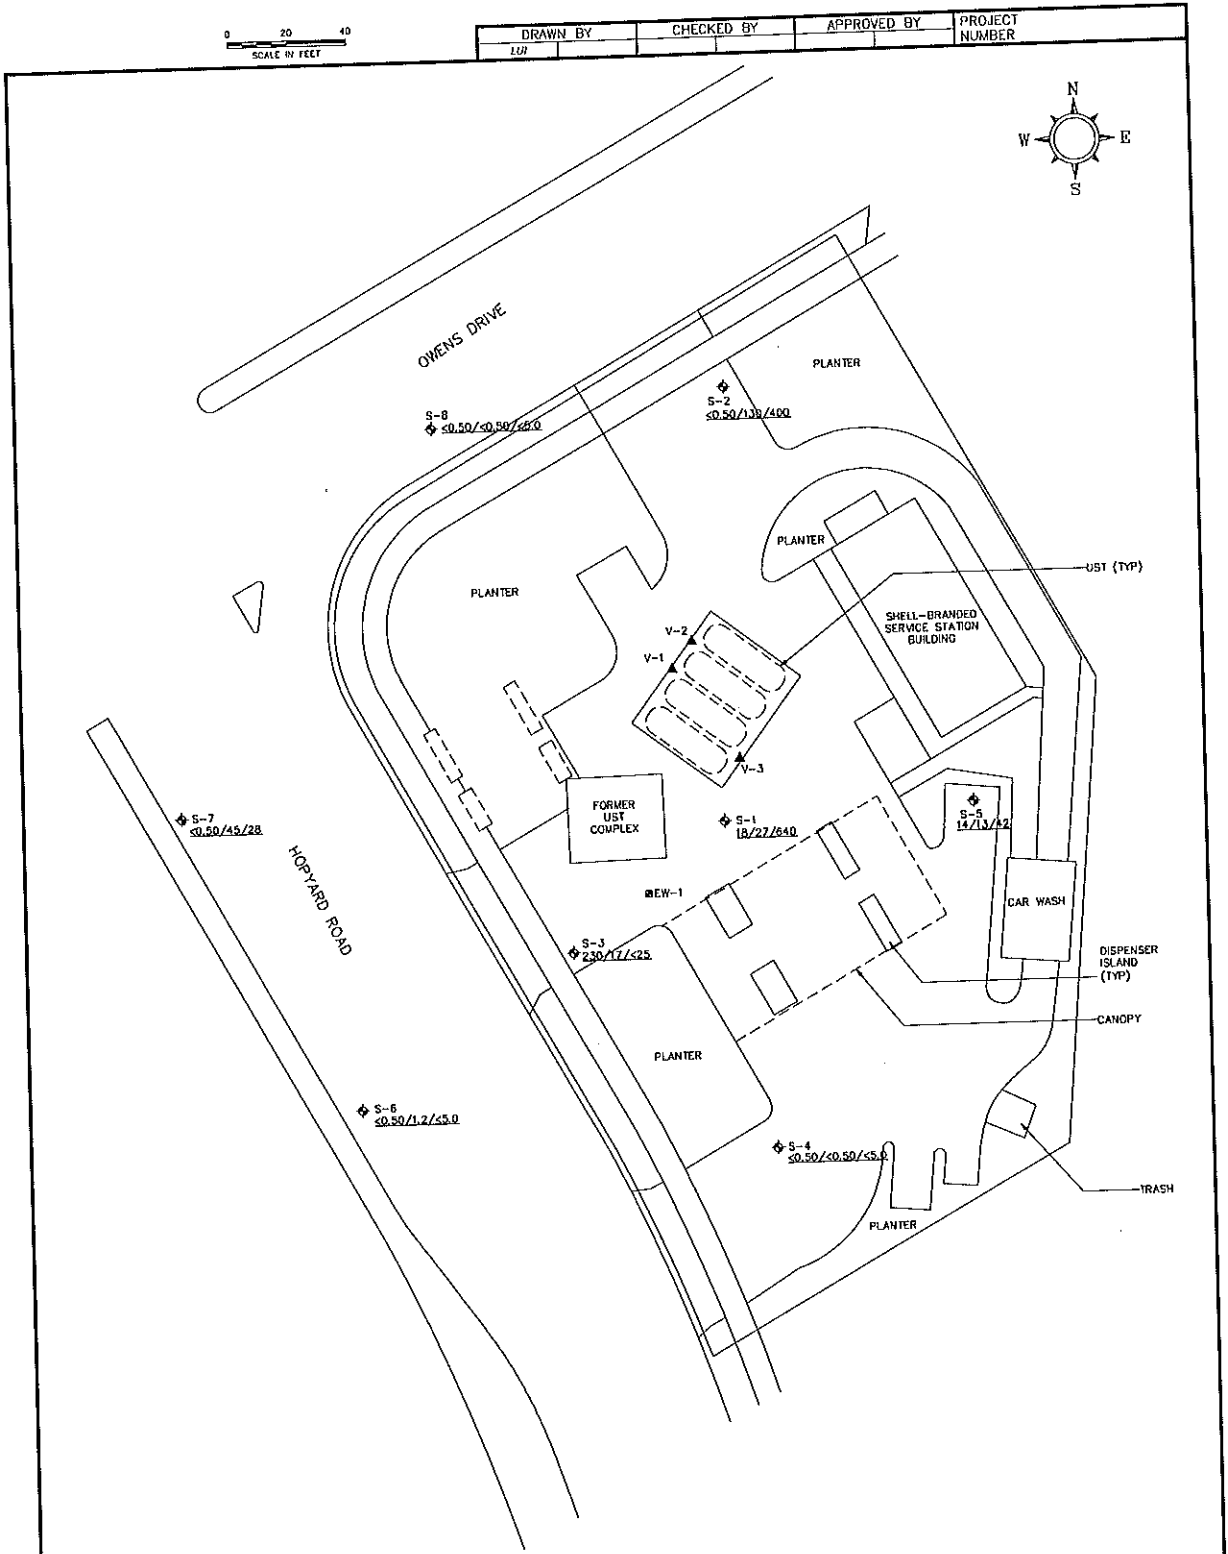 0 20 40
SCALE IN FEET
DRAWN BY
CHECKED BY
APPROVED BY
PROJECT
NUMBER
N
W E
S
OWENS DRIVE
PLANTER
S-2
<0.50/130/400
S-8
<0.50/<0.50/<5.0
PLANTER
PLANTER
UST (TYP)
SHELL-BRANDED
SERVICE STATION
BUILDING
V-2
V-1
V-3
FORMER
UST
COMPLEX
S-1
18/27/640
S-5
14/13/42
S-7
<0.50/45/28
HOPYARD ROAD
EW-1
CAR WASH
S-3
230/17/<25
DISPENSER
ISLAND
(TYP)
CANOPY
PLANTER
S-6
<0.50/1.2/<5.0
S-4
<0.50/<0.50/<5.0
TRASH
PLANTER